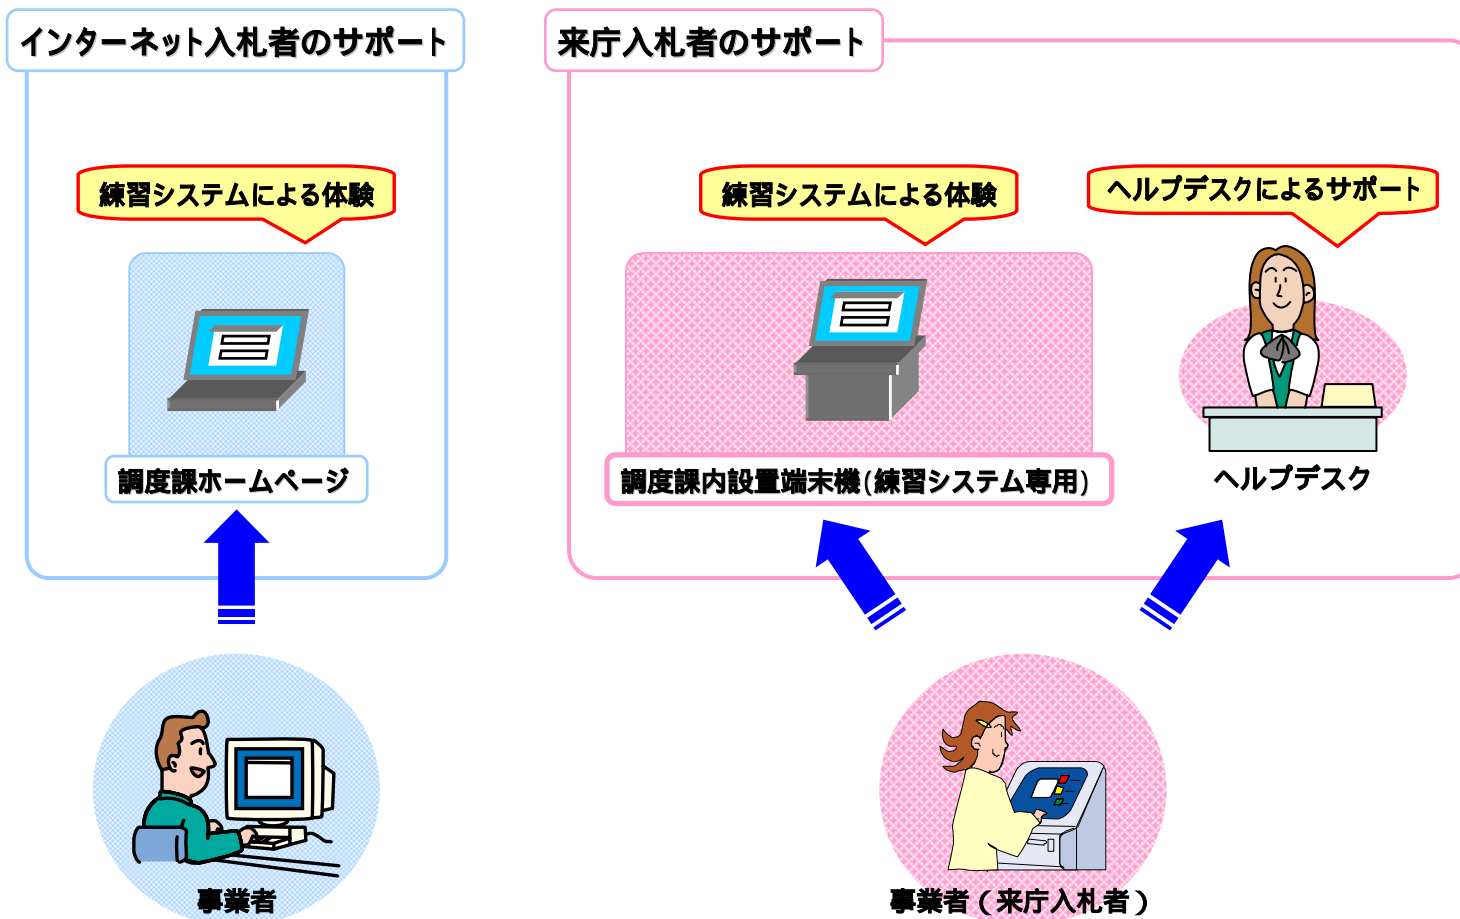 インターネット入札者のサポート
来庁入札者のサポート
練習システムによる体験
練習システムによる体験
ヘルプデスクによるサポート
調度課ホームページ
調度課内設置端末機(練習システム専用)
ヘルプデスク
事業者
事業者(来庁入札者)